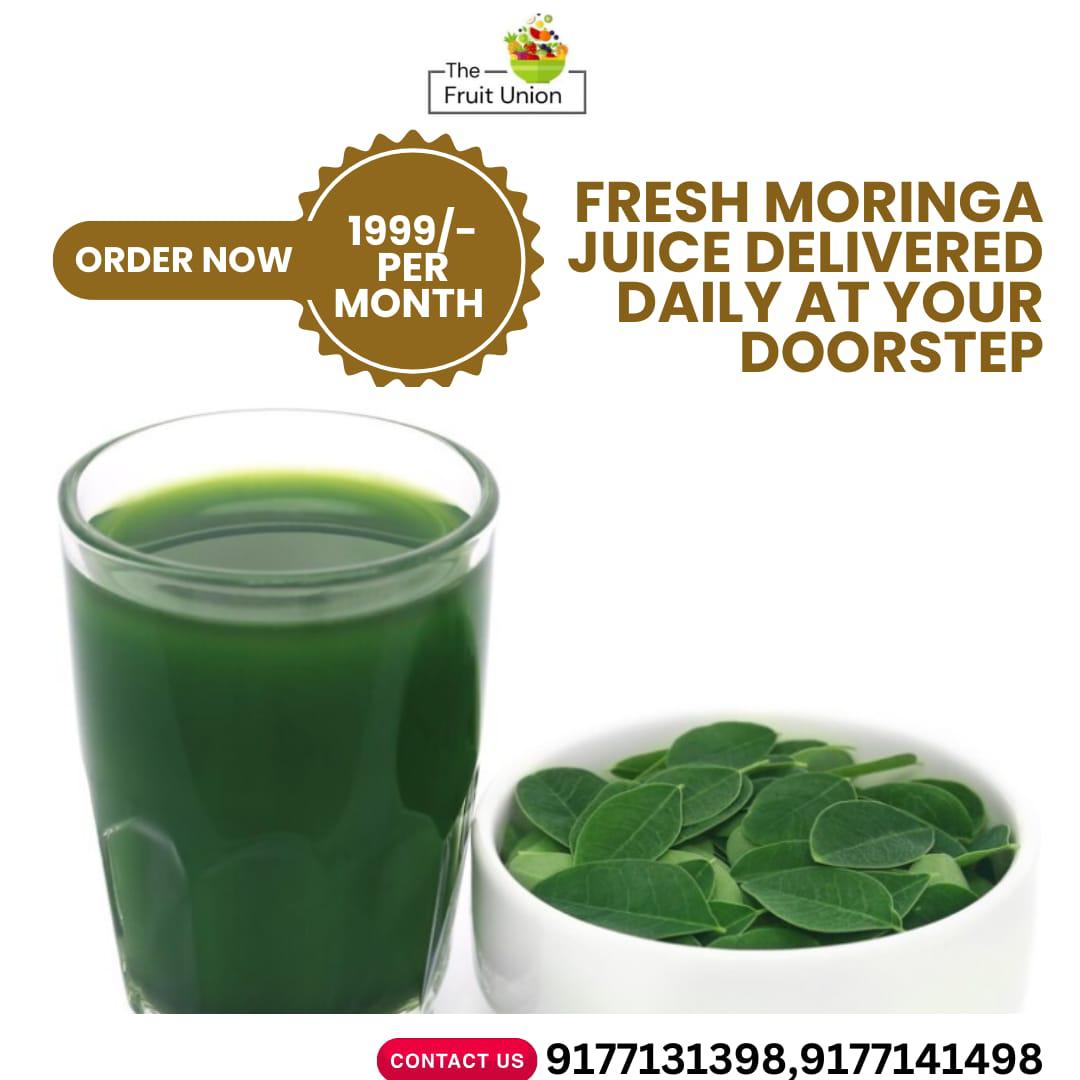 The
Fruit Union
ORDER NOW
1999/-
PER
MONTH
FRESH MORINGA
JUICE DELIVERED
DAILY AT YOUR
DOORSTEP
CONTACT US 9177131398,9177141498